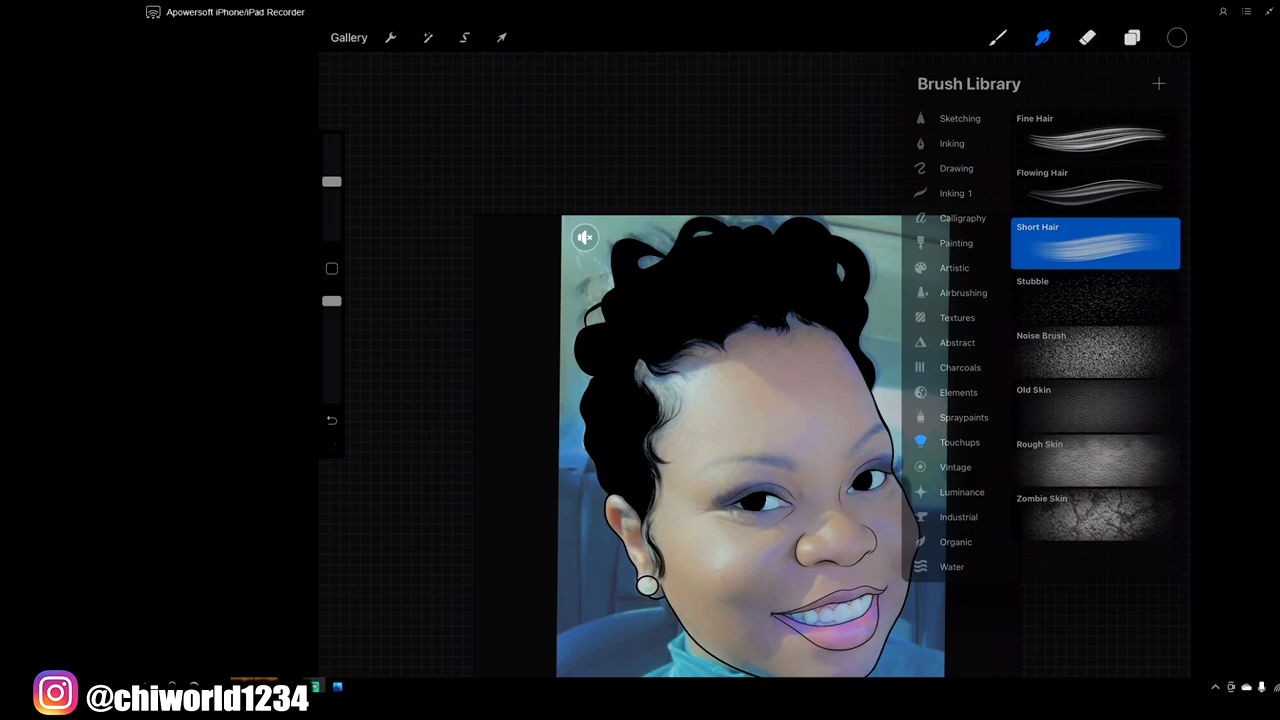 Apowersoft iPhone/iPad Recorder
Gallery
Brush Library
Sketching
Inking
Drawing
Inking 1
Calligraphy
Painting
Artistic
Airbrushing
Textures
Abstract
Charcoals
Elements
Spraypaints
Touchups
Vintage
Luminance
Industrial
Organic
Water
Fine Hair
Flowing Hair
Short Hair
Stubble
Noise Brush
Old Skin
Rough Skin
Zombie Skin
@chiworld1234